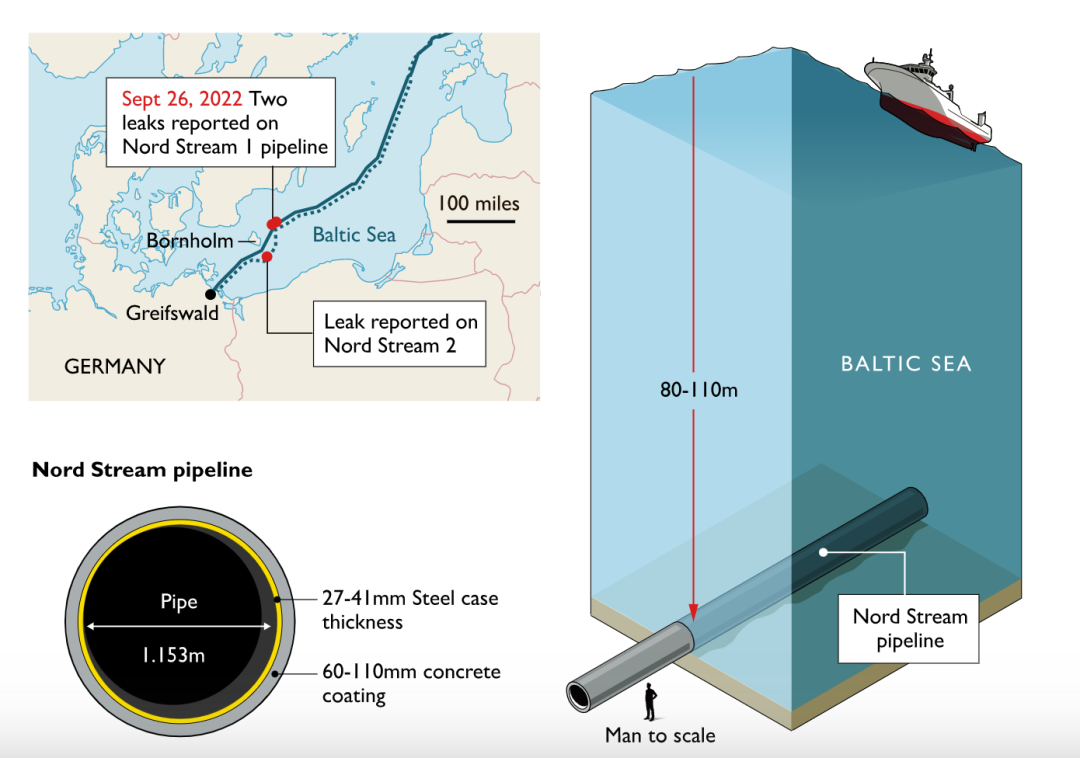 Sept 26, 2022 Two
leaks reported on
Nord Stream 1 pipeline
100 miles
Bornholm
Baltic Sea
Greifswald
Leak reported on
Nord Stream 2
GERMANY
Nord Stream pipeline
Pipe
1.153m
27-41mm Steel case
thickness
60-110mm concrete
coating
80-110m
BALTIC SEA
Nord Stream
pipeline
Man to scale